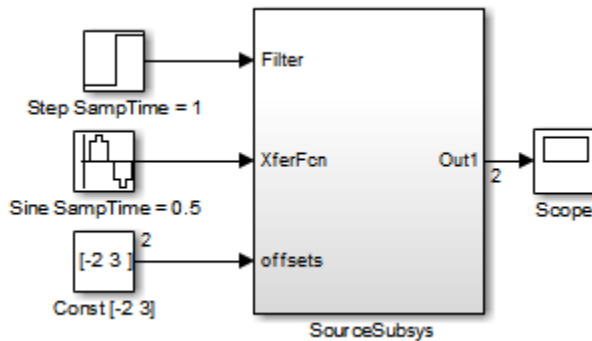 Filter
Step SampTime = 1
XferFcn
Out1
2
Sine SampTime = 0.5
Scope
2
[-2 3 ]
offsets
Const [-2 3]
SourceSubsys